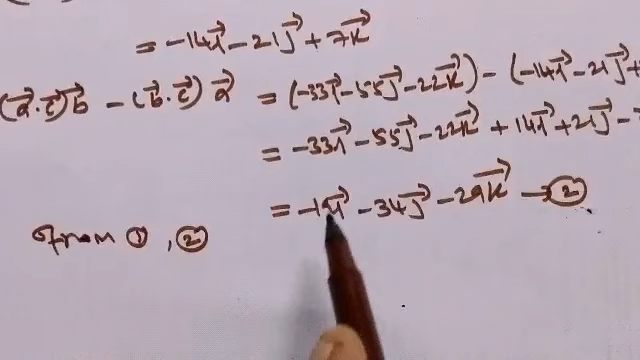 = -14i⃗ - 21j⃗ + 7k⃗
(a⃗.c⃗)b⃗ - (b⃗.c⃗)a⃗ = (-33i⃗ - 55j⃗ - 22k⃗) - (-14i⃗ - 21j⃗ +
= -33i⃗ - 55j⃗ - 22k⃗ + 14i⃗ + 21j⃗ -
= -19i⃗ - 34j⃗ - 29k⃗ → ②
From ①, ②